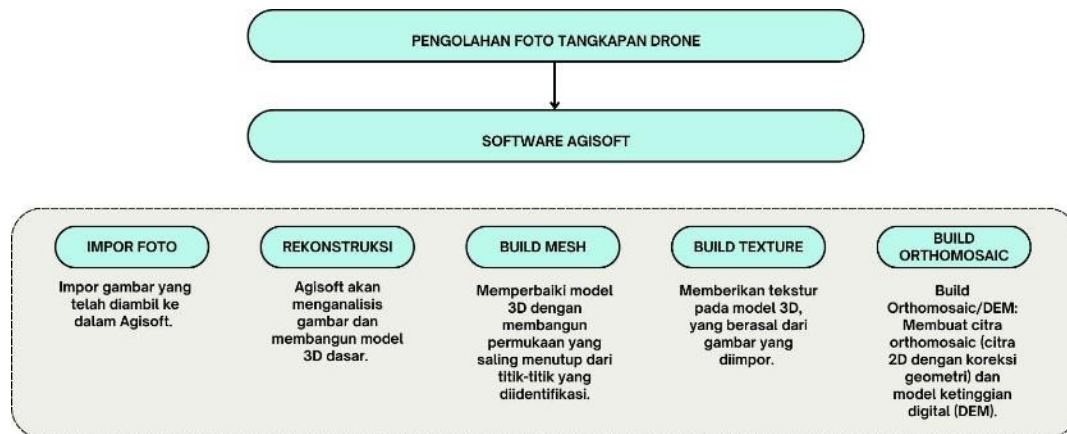 PENGOLAHAN FOTO TANGKAPAN DRONE
SOFTWARE AGISOFT
IMPOR FOTO
Impor gambar yang
telah diambil ke
dalam Agisoft.
REKONSTRUKSI
Agisoft akan
menganalisis
gambar dan
membangun model
3D dasar.
BUILD MESH
Memperbaiki model
3D dengan
membangun
permukaan yang
saling menutup dari
titik-titik yang
diidentifikasi.
BUILD TEXTURE
Memberikan tekstur
pada model 3D,
yang berasal dari
gambar yang
diimpor.
BUILD
ORTHOMOSAIC
Build
Orthomosaic/DEM:
Membuat citra
orthomosaic (citra
2D dengan koreksi
geometri) dan
model ketinggian
digital (DEM).